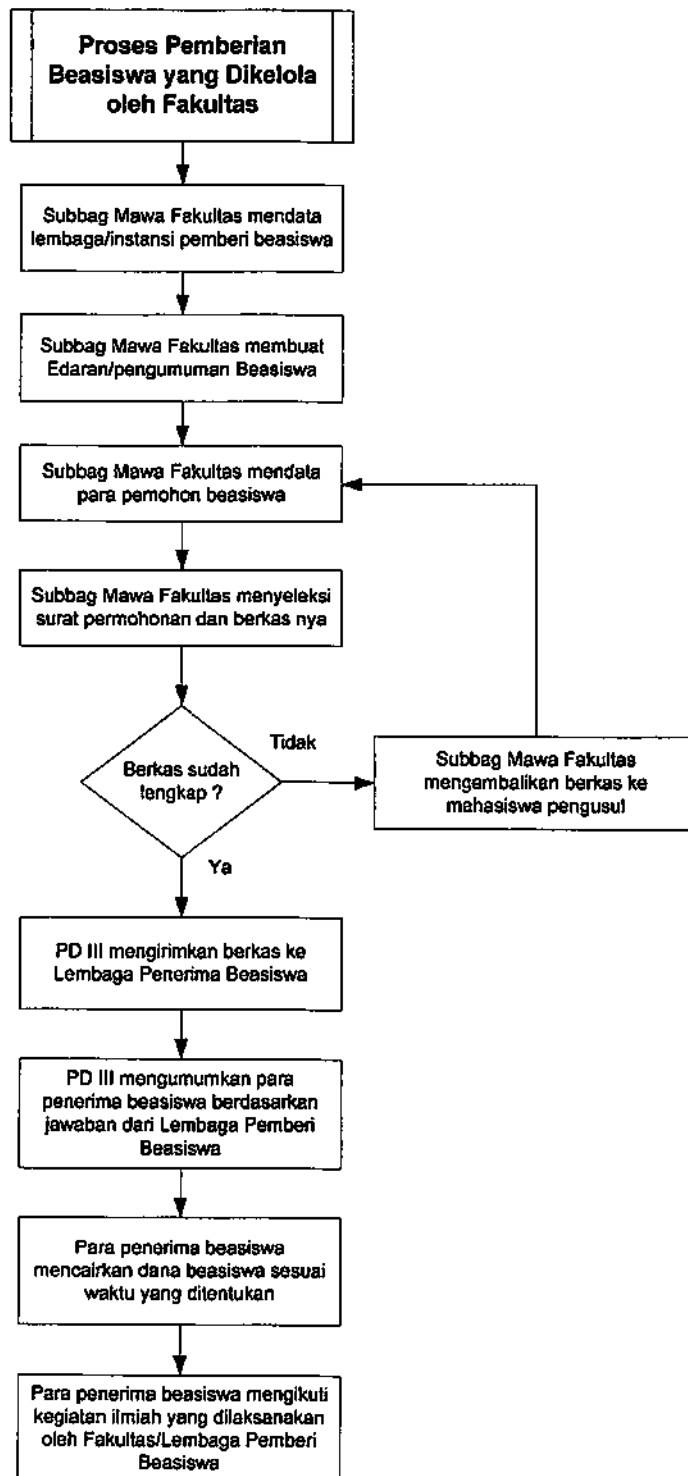 Proses Pemberian
Beasiswa yang Dikelola
oleh Fakultas
Subbag Mawa Fakultas mendata
lembaga/instansi pemberi beasiswa
Subbag Mawa Fakultas membuat
Edaran/pengumuman Beasiswa
Subbag Mawa Fakultas mendata
para pemohon beasiswa
Subbag Mawa Fakultas menyeleksi
surat permohonan dan berkas nya
Berkas sudah
lengkap ?
Tidak
Subbag Mawa Fakultas
mengembalikan berkas ke
mahasiswa pengusul
Ya
PD III mengirimkan berkas ke
Lembaga Penerima Beasiswa
PD III mengumumkan para
penerima beasiswa berdasarkan
jawaban dari Lembaga Pemberi
Beasiswa
Para penerima beasiswa
mencairkan dana beasiswa sesuai
waktu yang ditentukan
Para penerima beasiswa mengikuti
kegiatan ilmiah yang dilaksanakan
oleh Fakultas/Lembaga Pemberi
Beasiswa